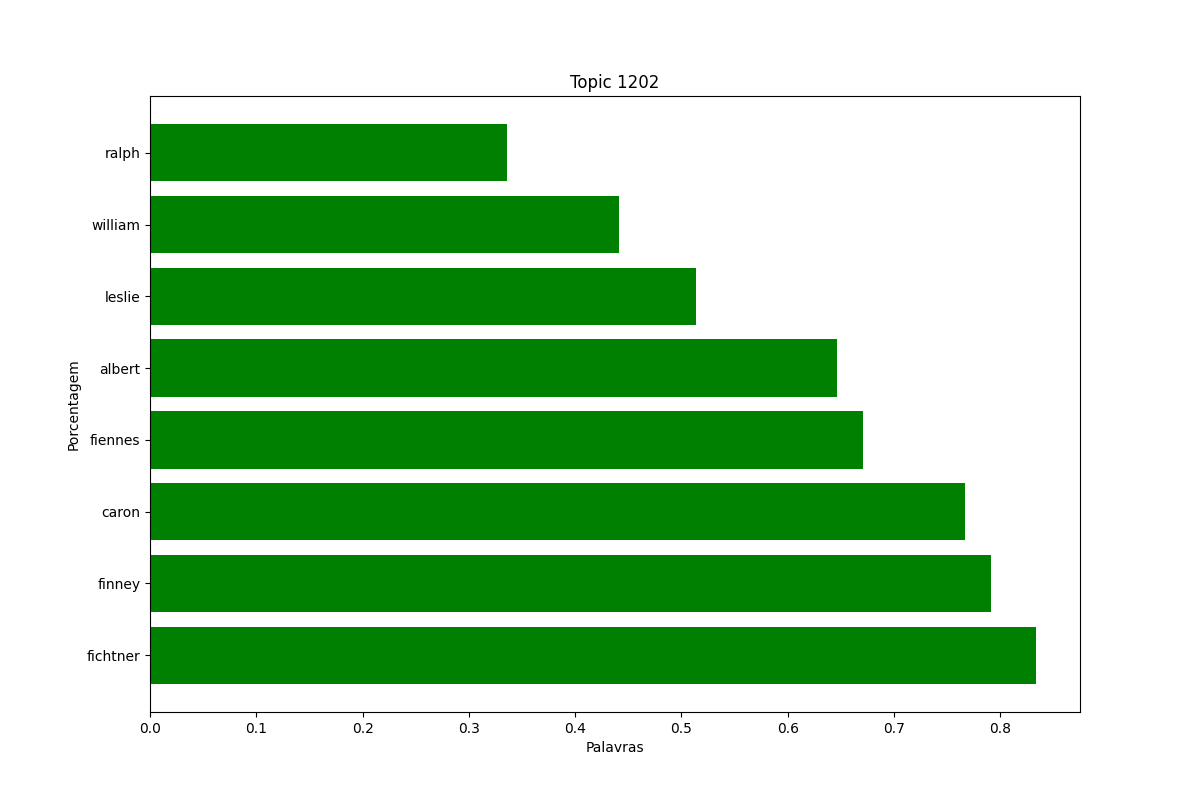 Topic 1202
ralph
william
leslie
albert
fiennes
caron
finney
fichtner
Porcentagem
0.0 0.1 0.2 0.3 0.4 0.5 0.6 0.7 0.8
Palavras